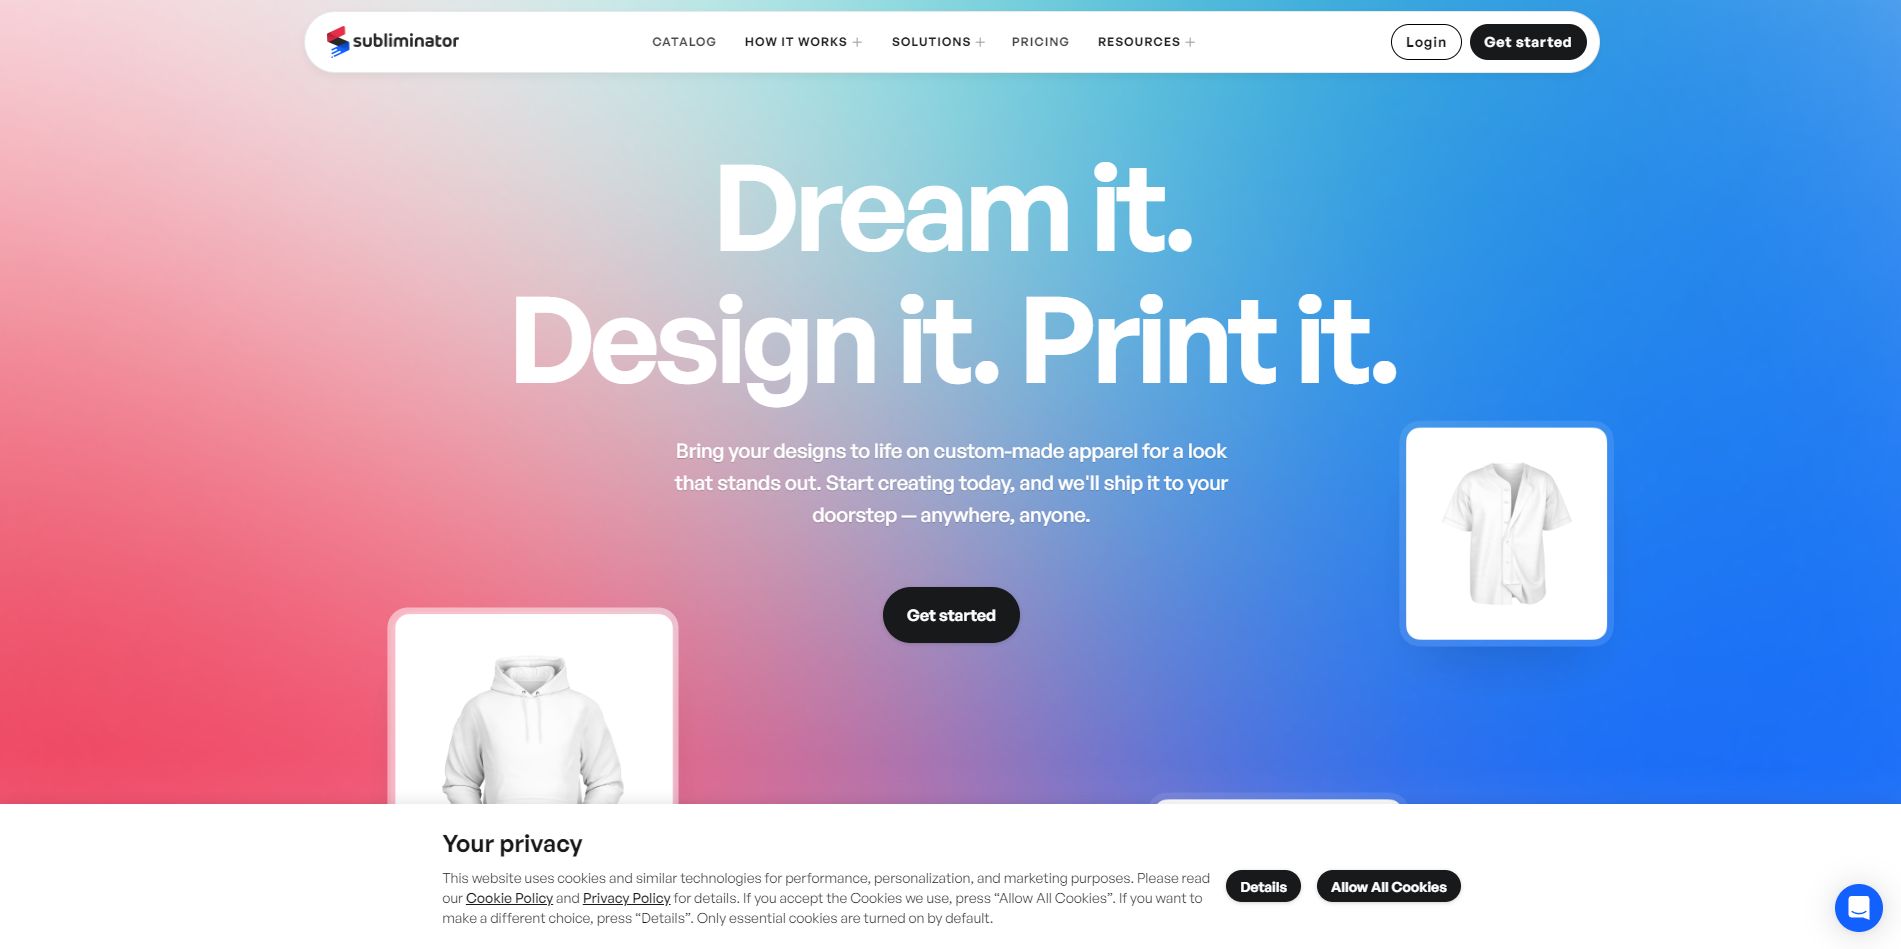 subliminator
CATALOG
HOW IT WORKS
SOLUTIONS
PRICING
RESOURCES
Login
Get started
Dream it.
Design it. Print it.
Bring your designs to life on custom-made apparel for a look
that stands out. Start creating today, and we'll ship it to your
doorstep — anywhere, anyone.
Get started
Your privacy
This website uses cookies and similar technologies for performance, personalization, and marketing purposes. Please read
our Cookie Policy and Privacy Policy for details. If you accept the Cookies we use, press “Allow All Cookies”. If you want to
make a different choice, press “Details”. Only essential cookies are turned on by default.
Details
Allow All Cookies